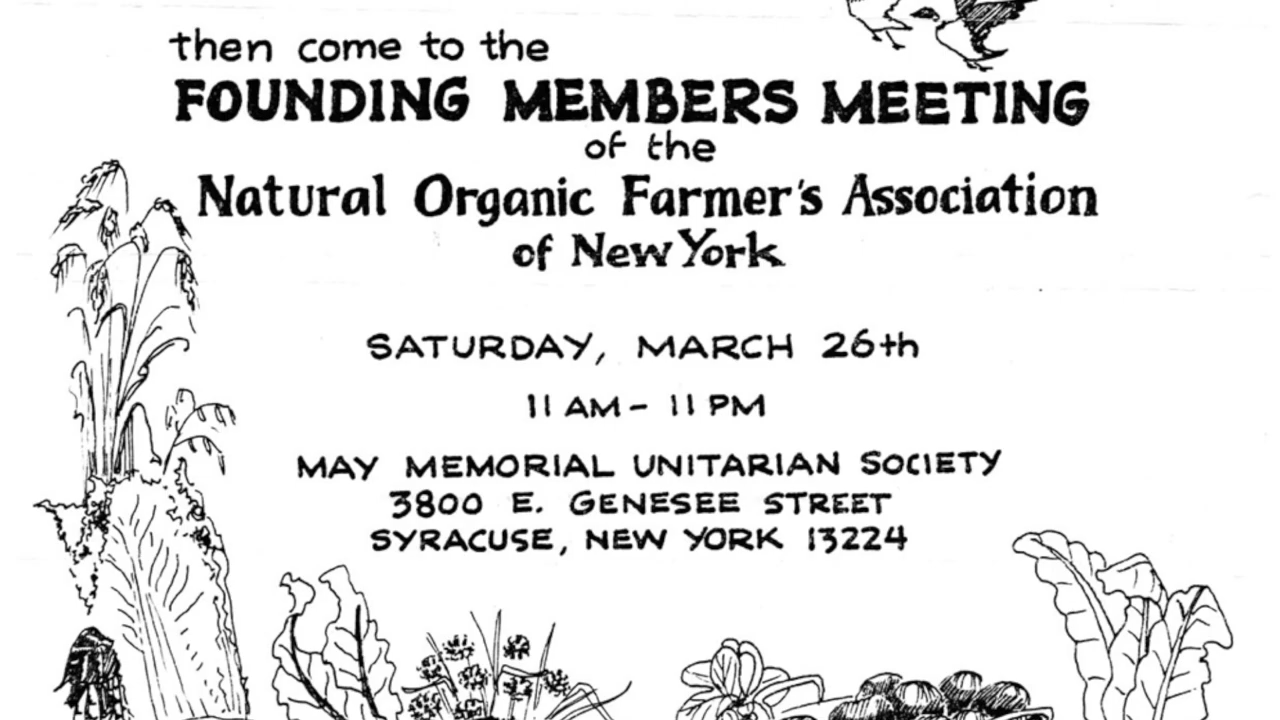 then come to the
FOUNDING MEMBERS MEETING
of the
Natural Organic Farmer's Association
of New York
SATURDAY, MARCH 26th
11 AM - 11 PM
MAY MEMORIAL UNITARIAN SOCIETY
3800 E. GENESEE STREET
SYRACUSE, NEW YORK 13224